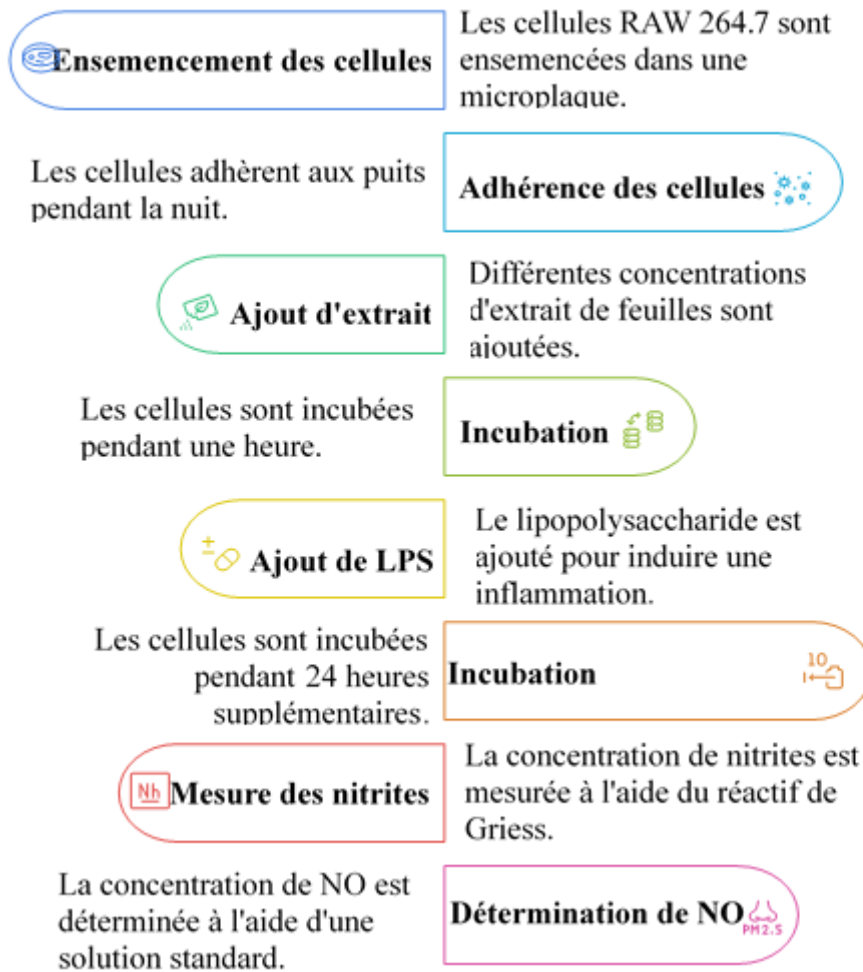 Ensemencement des cellules
Les cellules RAW 264.7 sont
ensemencées dans une
microplaque.
Les cellules adhèrent aux puits
pendant la nuit.
Adhérence des cellules
Ajout d'extrait
Différentes concentrations
d'extrait de feuilles sont
ajoutées.
Les cellules sont incubées
pendant une heure.
Incubation
Ajout de LPS
Le lipopolysaccharide est
ajouté pour induire une
inflammation.
Les cellules sont incubées
pendant 24 heures
supplémentaires.
Incubation
10
Nh
Mesure des nitrites
La concentration de nitrites est
mesurée à l'aide du réactif de
Griess.
La concentration de NO est
déterminée à l'aide d'une
solution standard.
Détermination de NO
PM2.5